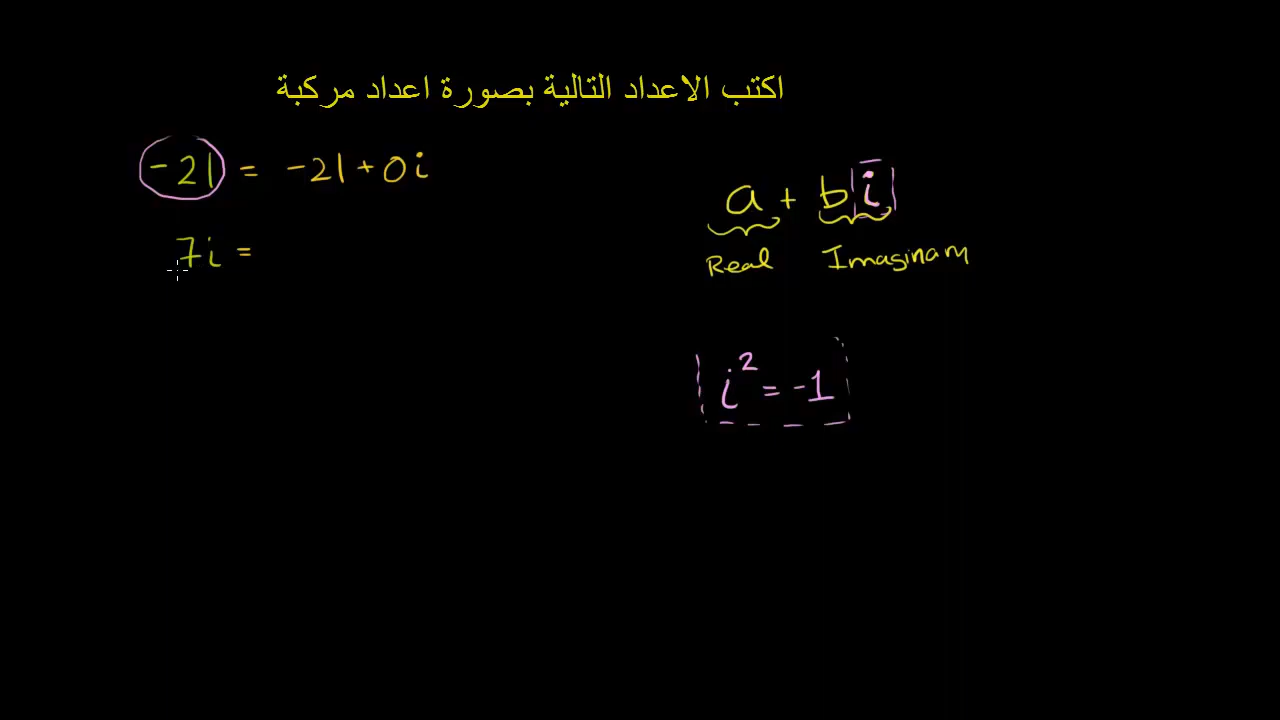 اكتب الاعداد التالية بصورة اعداد مركبة
-21 = -21 + 0i
7i =
a + bi
Real Imaginary
i² = -1